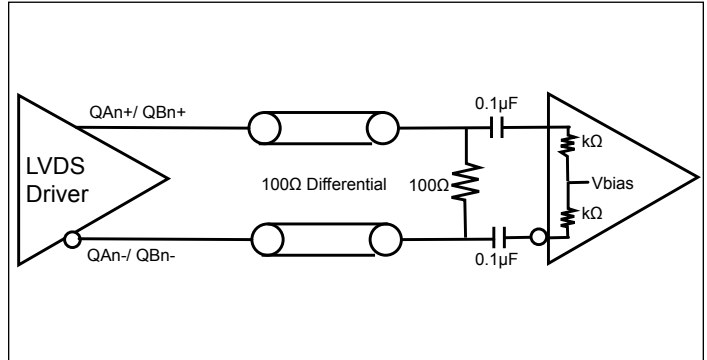 QAn+/ QBn+
0.1µF
kΩ
LVDS
Driver
100Ω Differential
100Ω
Vbias
kΩ
QAn-/ QBn-
0.1µF